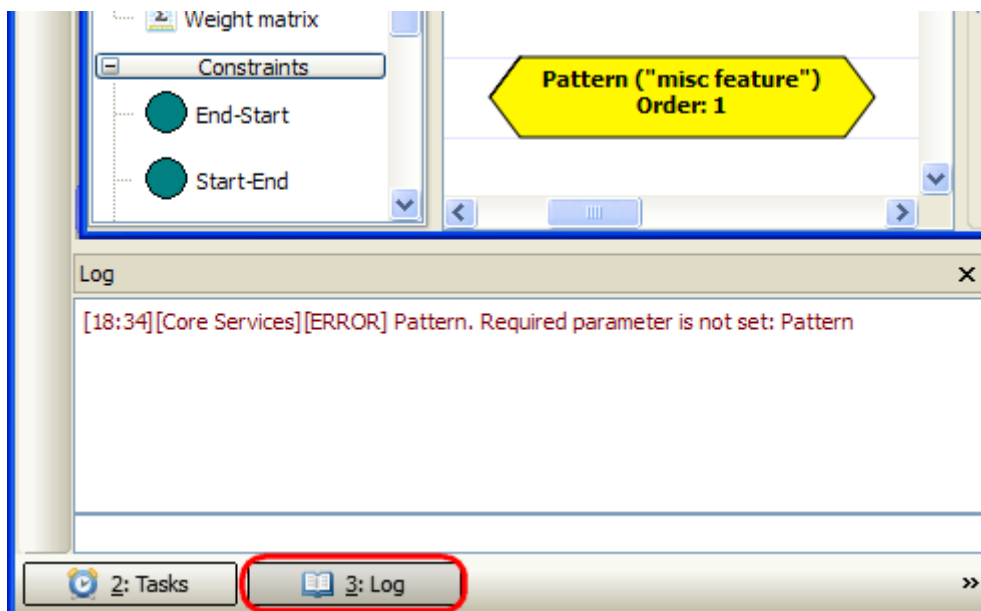 Weight matrix
Constraints
End-Start
Start-End
Pattern ("misc feature")
Order: 1
Log
[18:34][Core Services][ERROR] Pattern. Required parameter is not set: Pattern
2: Tasks
3: Log
»